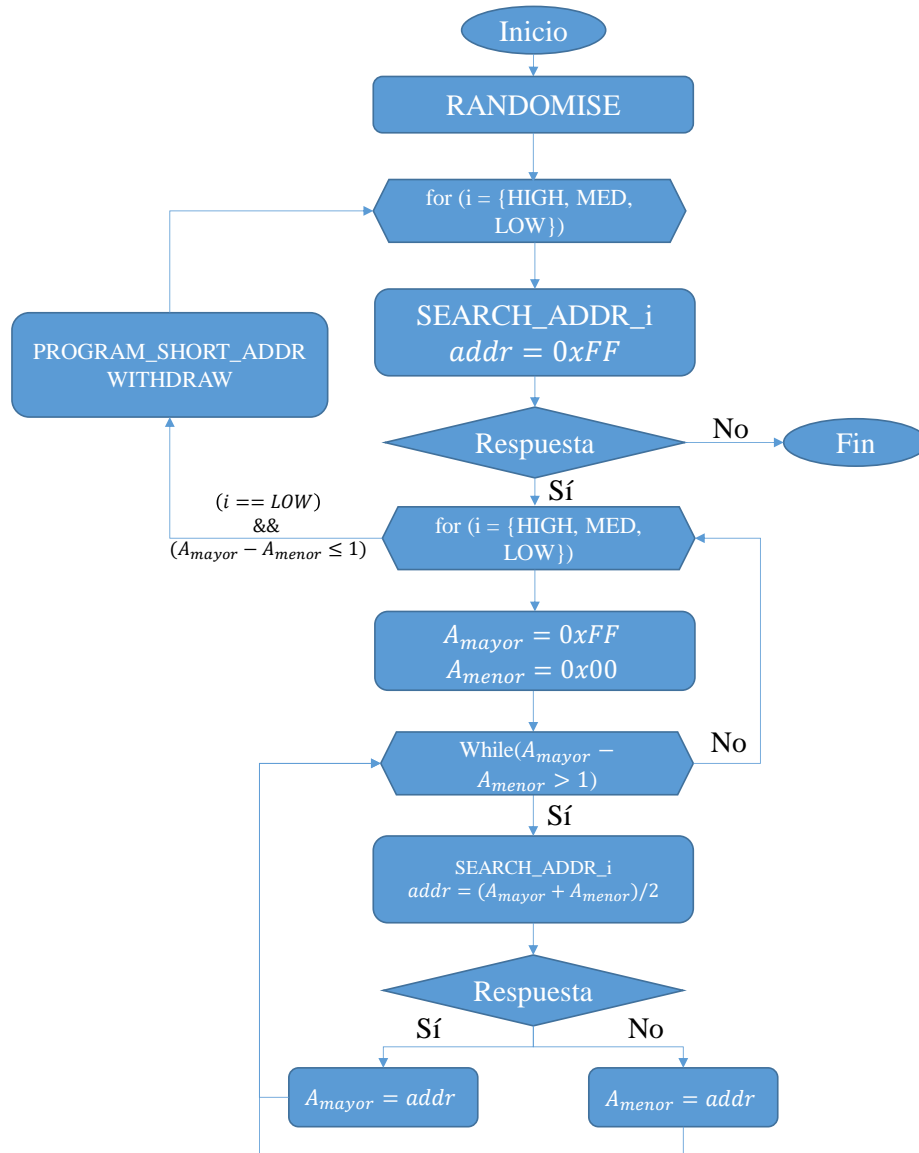 Inicio
RANDOMISE
for (i = {HIGH, MED,
LOW})
SEARCH_ADDR_i
addr = 0xFF
PROGRAM_SHORT_ADDR
WITHDRAW
Respuesta
No
Fin
Sí
(i == LOW)
&&
(A_mayor − A_menor ≤ 1)
for (i = {HIGH, MED,
LOW})
A_mayor = 0xFF
A_menor = 0x00
While(A_mayor −
A_menor > 1)
No
Sí
SEARCH_ADDR_i
addr = (A_mayor + A_menor)/2
Respuesta
Sí
No
A_mayor = addr
A_menor = addr